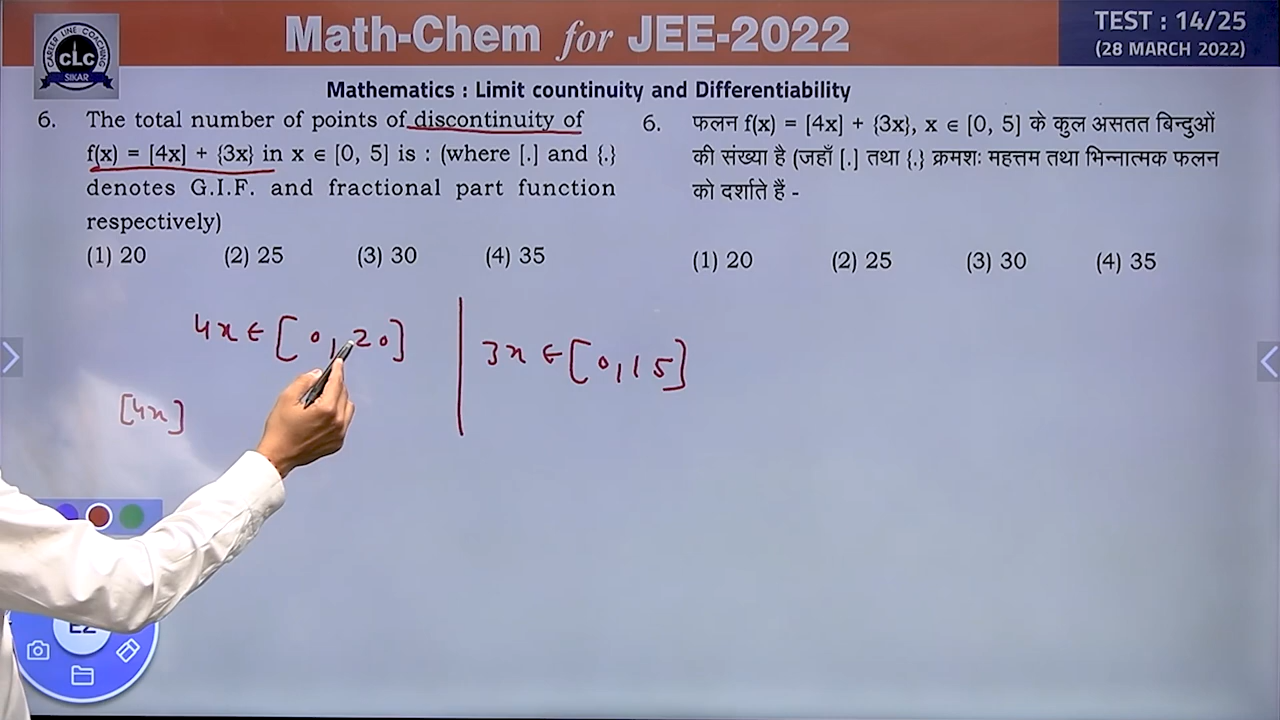 CAREER LINE COACHING
CLC
SIKAR
Math-Chem for JEE-2022
TEST : 14/25
(28 MARCH 2022)
Mathematics : Limit countinuity and Differentiability
6. The total number of points of discontinuity of
f(x) = [4x] + {3x} in x ∈ [0, 5] is : (where [.] and {.}
denotes G.I.F. and fractional part function
respectively)
(1) 20 (2) 25 (3) 30 (4) 35
6. फलन f(x) = [4x] + {3x}, x ∈ [0, 5] के कुल असतत बिन्दुओं
की संख्या है (जहाँ [.] तथा {.} क्रमशः महत्तम तथा भिन्नात्मक फलन
को दर्शाते हैं -
(1) 20 (2) 25 (3) 30 (4) 35
4x ∈ [0, 20]
3x ∈ [0, 15]
[4x]